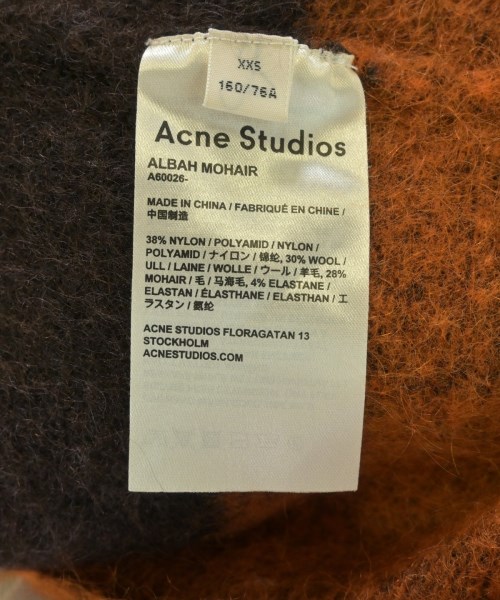 XXS
160/76A
Acne Studios
ALBAH MOHAIR
A60026-
MADE IN CHINA / FABRIQUÉ EN CHINE /
中国制造
38% NYLON / POLYAMID / NYLON /
POLYAMID / ナイロン / 锦纶, 30% WOOL /
ULL / LAINE / WOLLE / ウール / 羊毛, 28%
MOHAIR / 毛 / 马海毛, 4% ELASTANE /
ELASTAN / ÉLASTHANE / ELASTHAN / エ
ラスタン / 氨纶
ACNE STUDIOS FLORAGATAN 13
STOCKHOLM
ACNESTUDIOS.COM